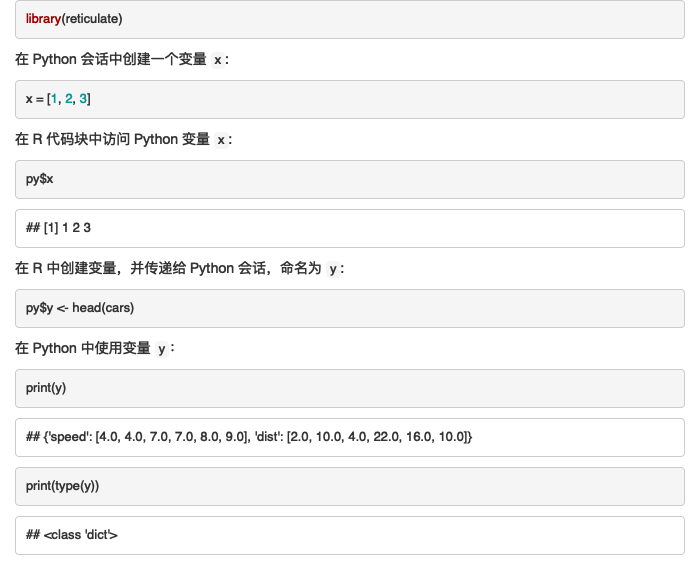 library(reticulate)
在 Python 会话中创建一个变量 x：
x = [1, 2, 3]
在 R 代码块中访问 Python 变量 x：
py$x
## [1] 1 2 3
在 R 中创建变量，并传递给 Python 会话，命名为 y：
py$y <- head(cars)
在 Python 中使用变量 y：
print(y)
## {'speed': [4.0, 4.0, 7.0, 7.0, 8.0, 9.0], 'dist': [2.0, 10.0, 4.0, 22.0, 16.0, 10.0]}
print(type(y))
## <class 'dict'>